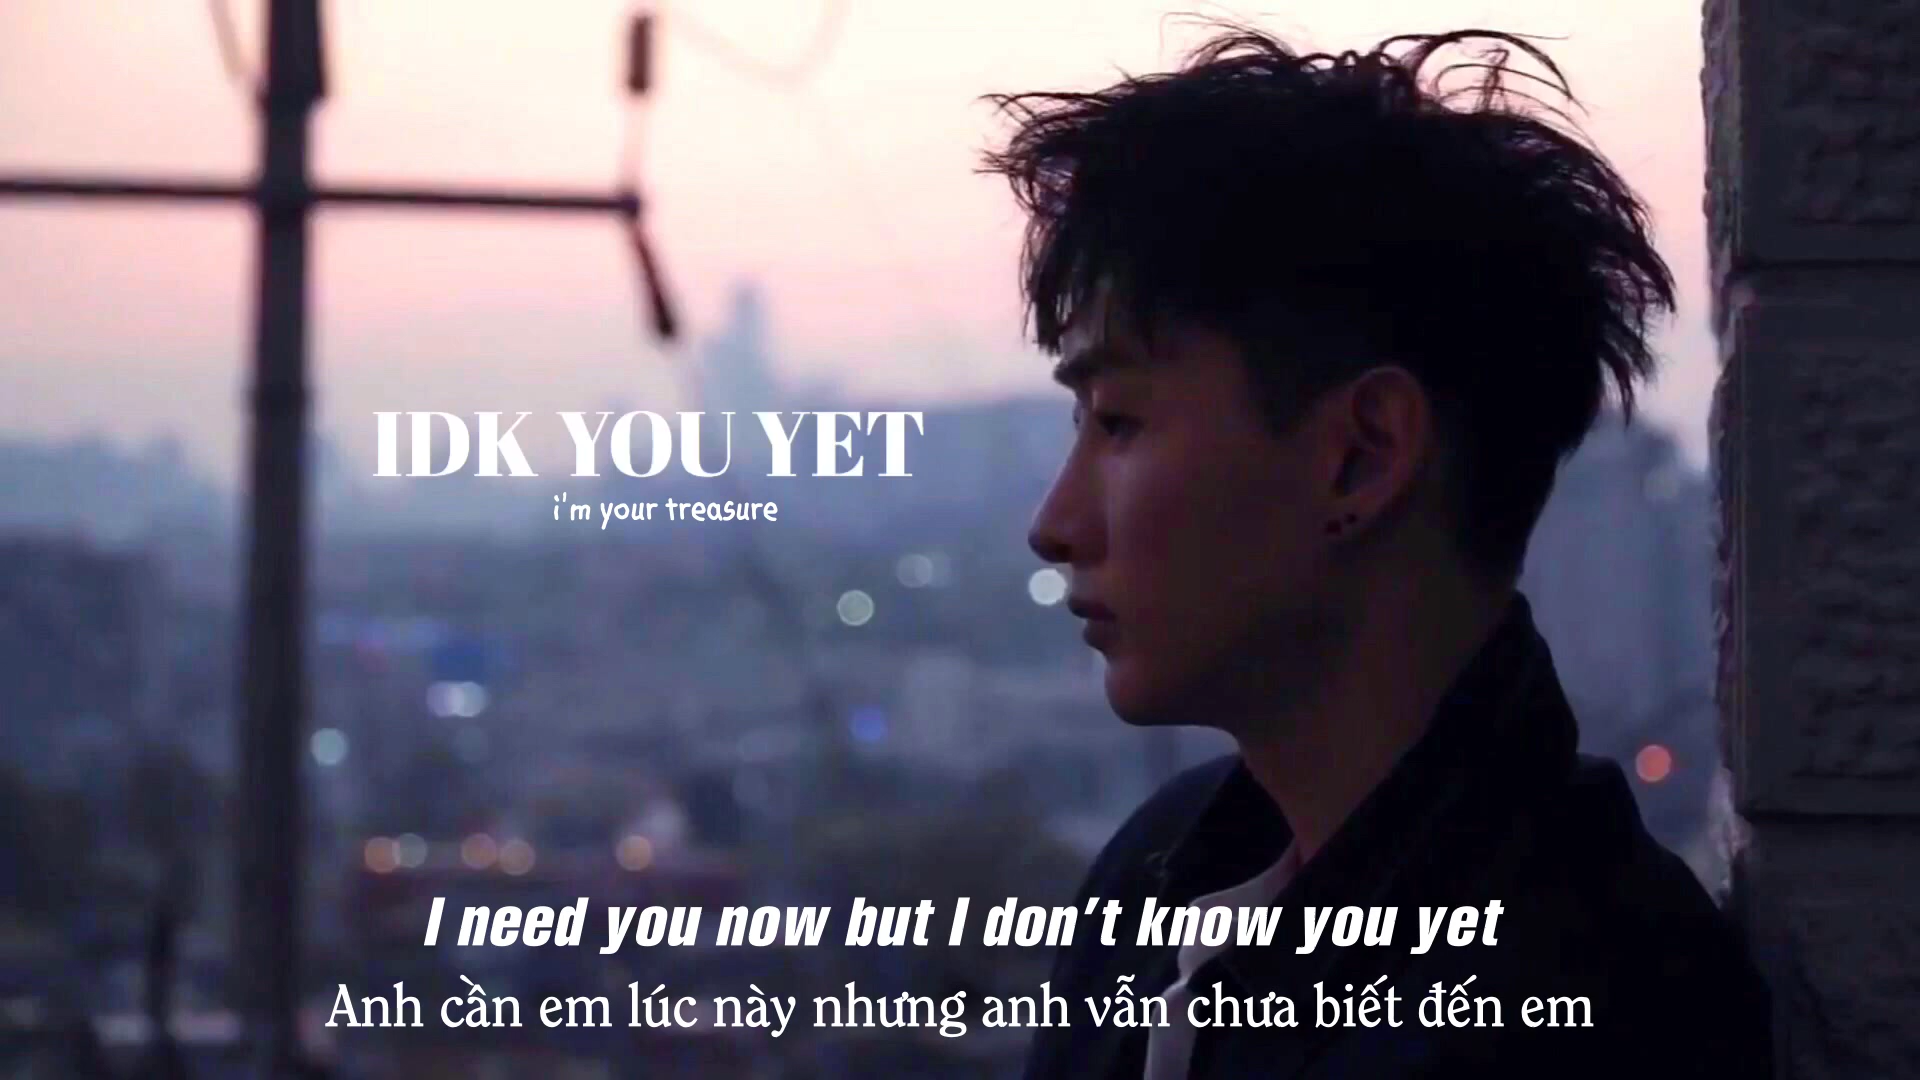 IDK YOU YET
i'm your treasure
I need you now but I don't know you yet
Anh cần em lúc này nhưng anh vẫn chưa biết đến em